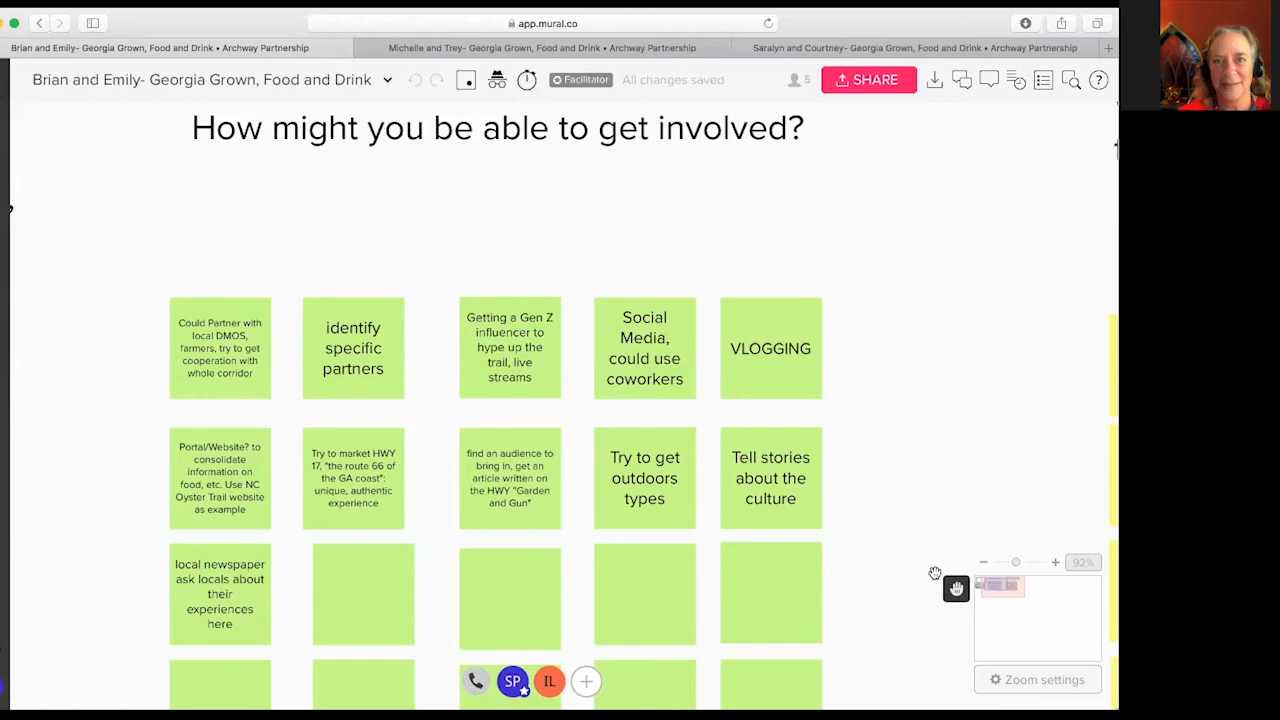 app.mural.co
Brian and Emily- Georgia Grown, Food and Drink • Archway Partnership
Michelle and Trey- Georgia Grown, Food and Drink • Archway Partnership
Saralyn and Courtney- Georgia Grown, Food and Drink • Archway Partnership
Brian and Emily- Georgia Grown, Food and Drink
Facilitator
All changes saved
5
SHARE
?
How might you be able to get involved?
Could Partner with
local DMOS,
farmers, try to get
cooperation with
whole corridor
identify
specific
partners
Getting a Gen Z
influencer to
hype up the
trail, live
streams
Social
Media,
could use
coworkers
VLOGGING
Portal/Website? to
consolidate
information on
food, etc. Use NC
Oyster Trail website
as example
Try to market HWY
17, "the route 66 of
the GA coast":
unique, authentic
experience
find an audience to
bring in, get an
article written on
the HWY "Garden
and Gun"
Try to get
outdoors
types
Tell stories
about the
culture
local newspaper
ask locals about
their
experiences
here
92%
SP
IL
Zoom settings